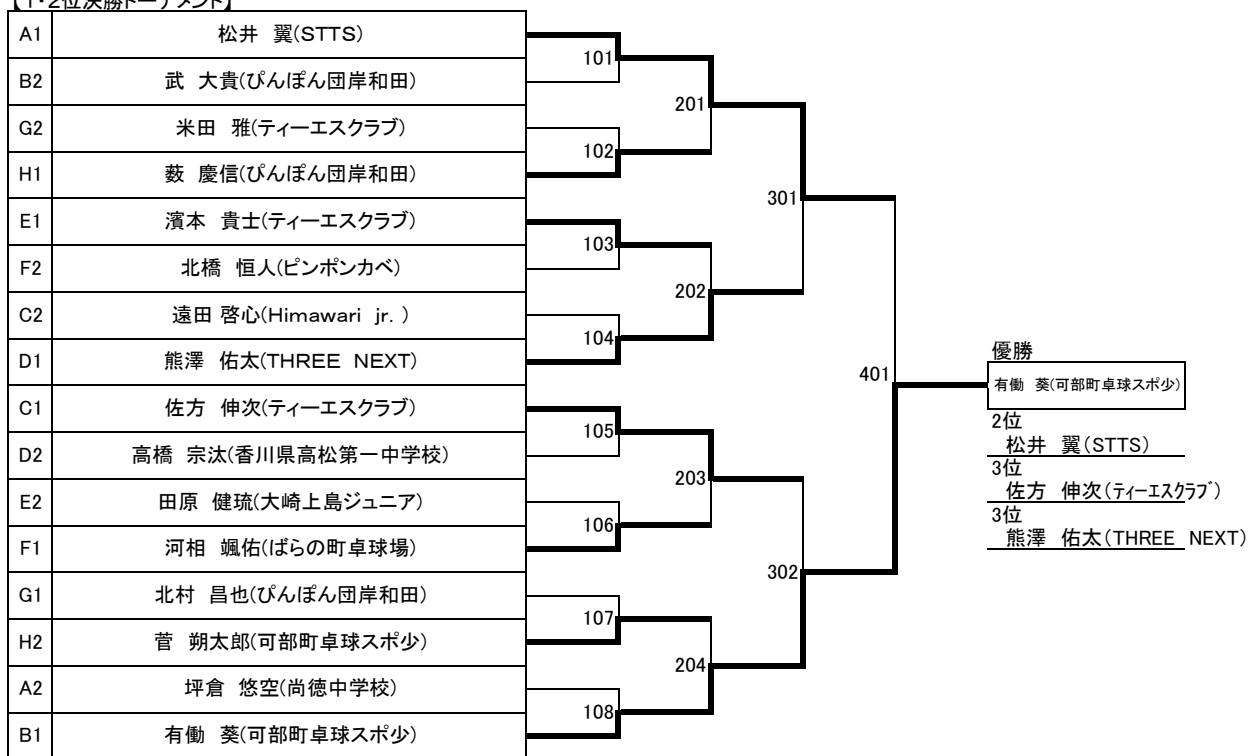 【1・2位決勝トーナメント】
A1 松井 翼(STTS)
B2 武 大貴(ぴんぽん団岸和田)
G2 米田 雅(ティーエスクラブ)
H1 薮 慶信(ぴんぽん団岸和田)
E1 濱本 貴士(ティーエスクラブ)
F2 北橋 恒人(ピンポンカベ)
C2 遠田 啓心(Himawari jr.)
D1 熊澤 佑太(THREE NEXT)
C1 佐方 伸次(ティーエスクラブ)
D2 高橋 宗汰(香川県高松第一中学校)
E2 田原 健琉(大崎上島ジュニア)
F1 河相 颯佑(ばらの町卓球場)
G1 北村 昌也(ぴんぽん団岸和田)
H2 菅 朔太郎(可部町卓球スポ少)
A2 坪倉 悠空(尚徳中学校)
B1 有働 葵(可部町卓球スポ少)
101
102
103
104
105
106
107
108
201
202
203
204
301
302
401
優勝
有働 葵(可部町卓球スポ少)
2位
松井 翼(STTS)
3位
佐方 伸次(ティーエスクラブ)
3位
熊澤 佑太(THREE NEXT)